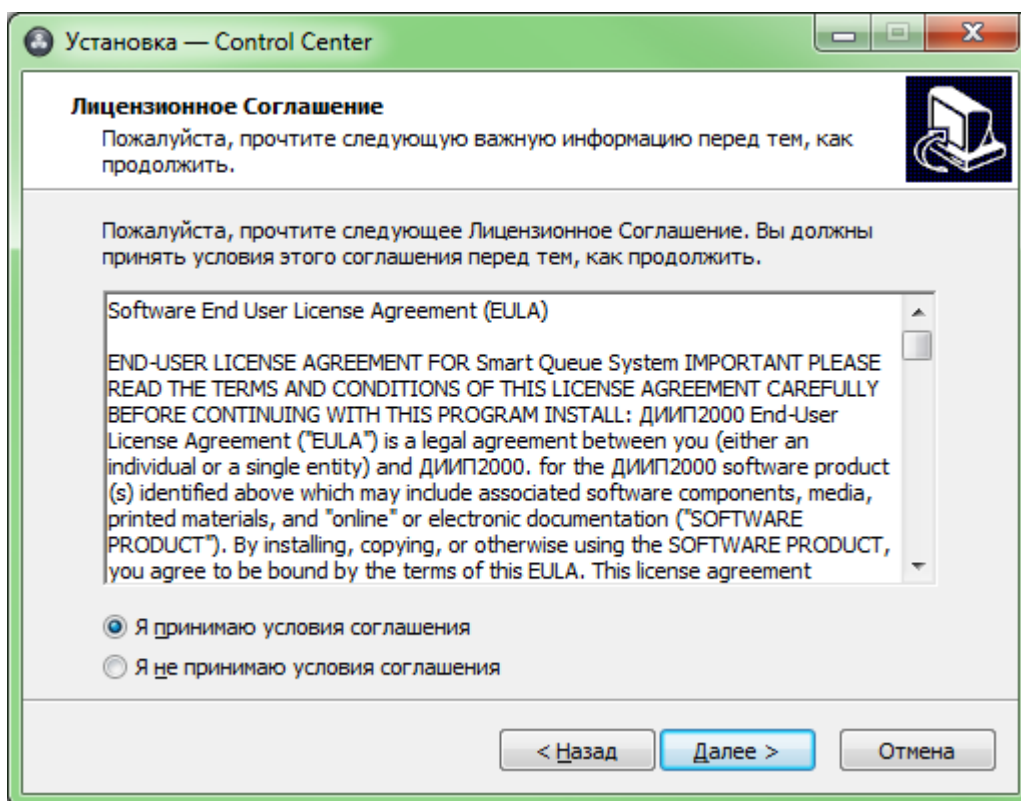 Установка — Control Center
Лицензионное Соглашение
Пожалуйста, прочтите следующую важную информацию перед тем, как
продолжить.
Пожалуйста, прочтите следующее Лицензионное Соглашение. Вы должны
принять условия этого соглашения перед тем, как продолжить.
Software End User License Agreement (EULA)
END-USER LICENSE AGREEMENT FOR Smart Queue System IMPORTANT PLEASE
READ THE TERMS AND CONDITIONS OF THIS LICENSE AGREEMENT CAREFULLY
BEFORE CONTINUING WITH THIS PROGRAM INSTALL: ДИИП2000 End-User
License Agreement ("EULA") is a legal agreement between you (either an
individual or a single entity) and ДИИП2000. for the ДИИП2000 software product
(s) identified above which may include associated software components, media,
printed materials, and "online" or electronic documentation ("SOFTWARE
PRODUCT"). By installing, copying, or otherwise using the SOFTWARE PRODUCT,
you agree to be bound by the terms of this EULA. This license agreement
Я принимаю условия соглашения
Я не принимаю условия соглашения
< Назад Далее > Отмена